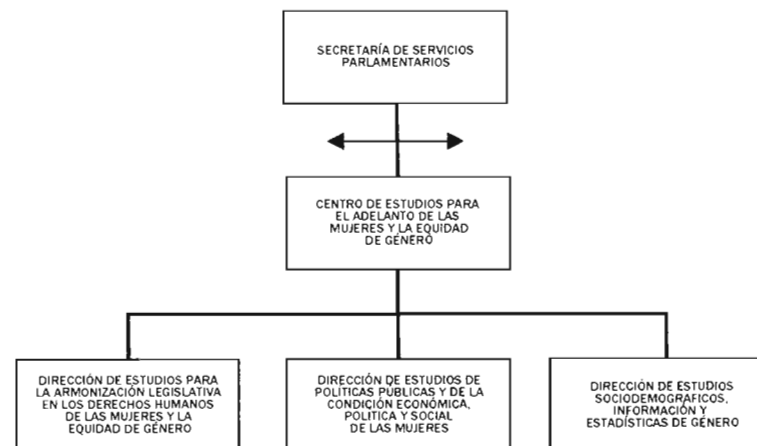 SECRETARÍA DE SERVICIOS
PARLAMENTARIOS
CENTRO DE ESTUDIOS PARA
EL ADELANTO DE LAS
MUJERES Y LA EQUIDAD
DE GÉNERO
DIRECCIÓN DE ESTUDIOS PARA
LA ARMONIZACIÓN LEGISLATIVA
EN LOS DERECHOS HUMANOS
DE LAS MUJERES Y LA
EQUIDAD DE GÉNERO
DIRECCIÓN DE ESTUDIOS DE
POLÍTICAS PÚBLICAS Y DE LA
CONDICIÓN ECONÓMICA,
POLITICA Y SOCIAL
DE LAS MUJERES
DIRECCIÓN DE ESTUDIOS
SOCIODEMOGRÁFICOS,
INFORMACIÓN Y
ESTADÍSTICAS DE GÉNERO